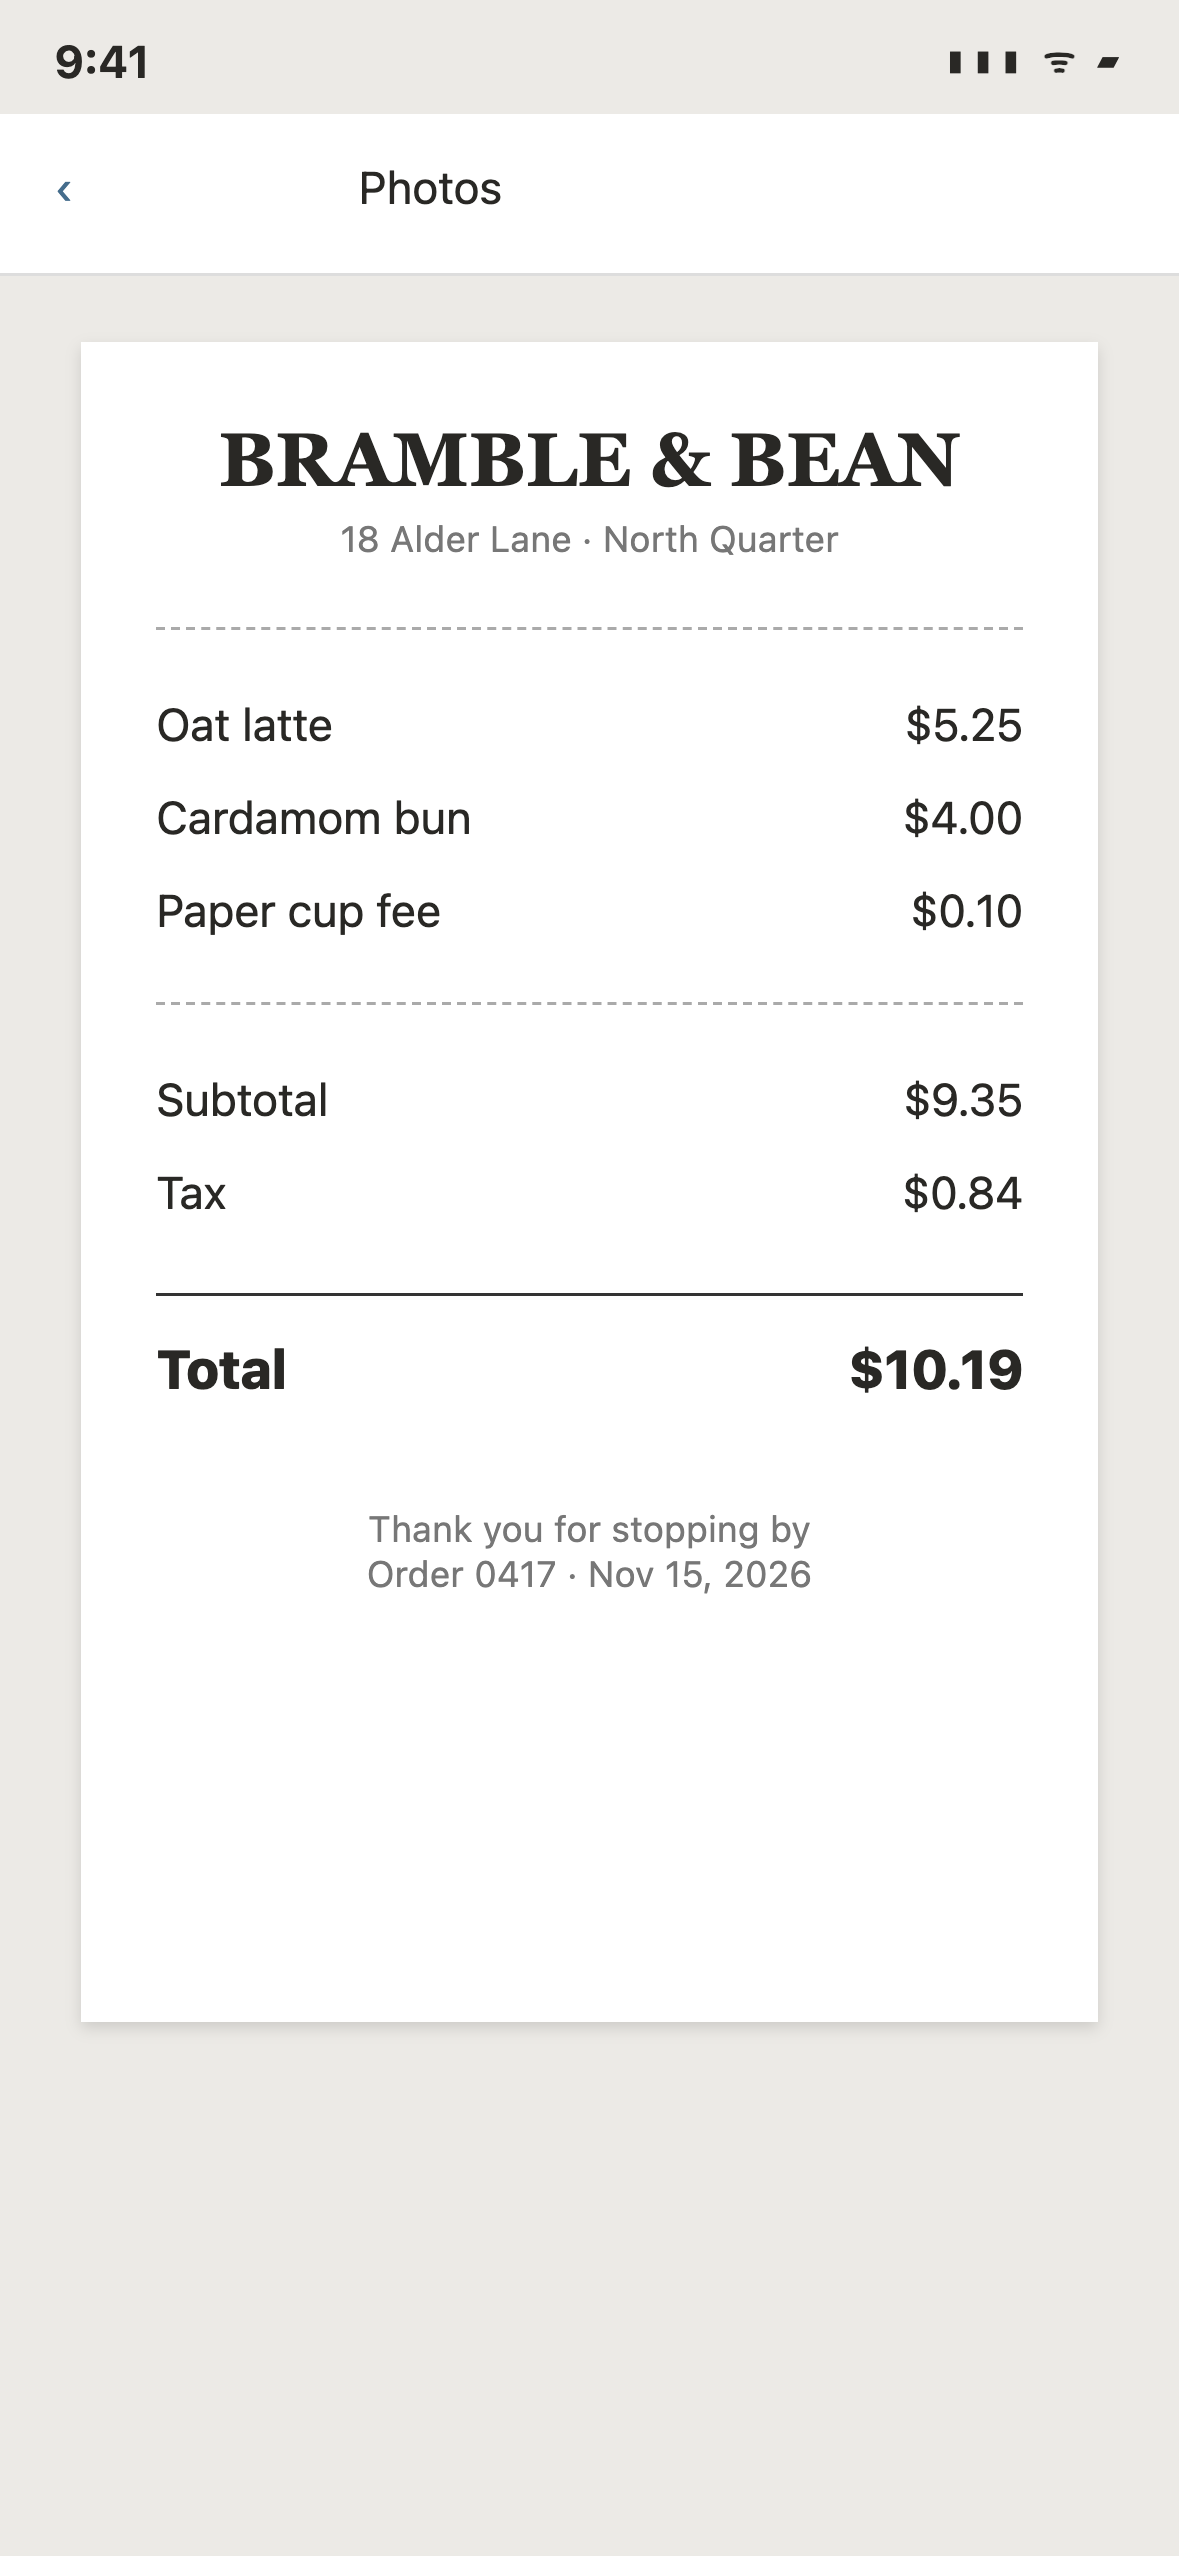 9:41
‹ Photos
BRAMBLE & BEAN
18 Alder Lane · North Quarter
Oat latte $5.25
Cardamom bun $4.00
Paper cup fee $0.10
Subtotal $9.35
Tax $0.84
Total $10.19
Thank you for stopping by
Order 0417 · Nov 15, 2026